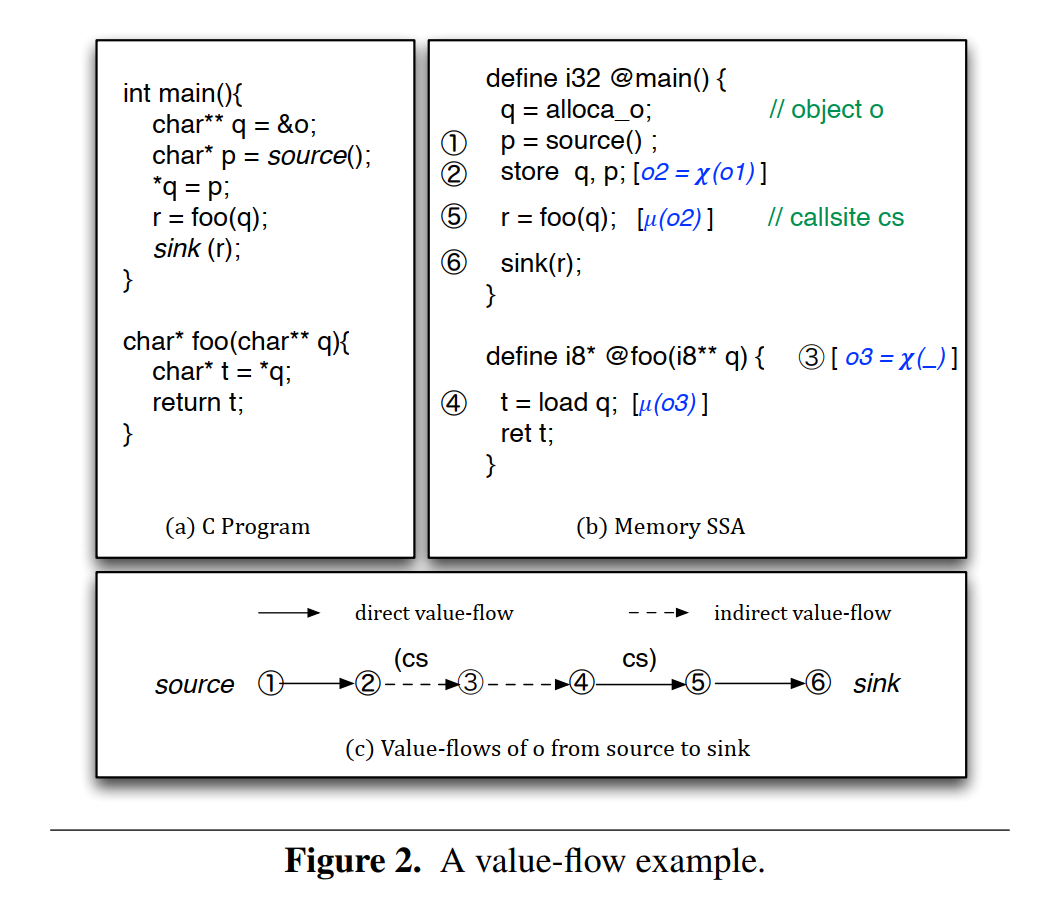 int main(){
char** q = &o;
char* p = source();
*q = p;
r = foo(q);
sink (r);
}
char* foo(char** q){
char* t = *q;
return t;
}
(a) C Program
define i32 @main() {
q = alloca_o; // object o
① p = source() ;
② store q, p; [o2 = χ(o1) ]
⑤ r = foo(q); [μ(o2) ] // callsite cs
⑥ sink(r);
}
define i8* @foo(i8** q) { ③ [ o3 = χ(_) ]
④ t = load q; [μ(o3) ]
ret t;
}
(b) Memory SSA
direct value-flow indirect value-flow
(cs cs)
source ① ② ③ ④ ⑤ ⑥ sink
(c) Value-flows of o from source to sink
Figure 2. A value-flow example.